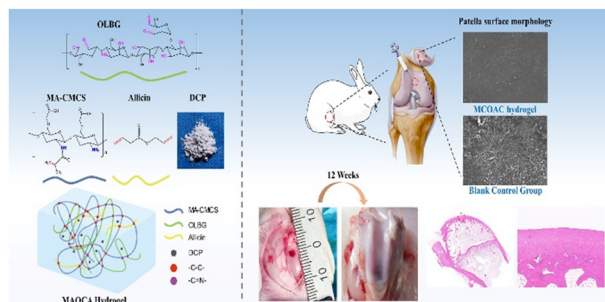 OLBG
MA-CMCS
Allicin
DCP
MA-CMCS
OLBG
Allicin
DCP
-C-C-
-C=N-
MAOCA Hydrogel
Patella surface morphology
MCOAC hydrogel
Blank Control Group
12 Weeks